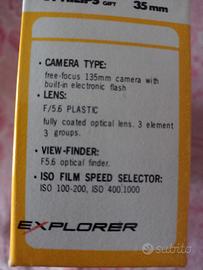 PHILIPS GIFT 35mm
• CAMERA TYPE:
free-focus 135mm camera with
built-in electronic flash
• LENS:
F/5.6 PLASTIC
fully coated optical lens. 3 element
3 groups.
• VIEW-FINDER:
F5.6 optical finder.
• ISO FILM SPEED SELECTOR:
ISO 100-200, ISO 400.1000
EXPLORER
subito